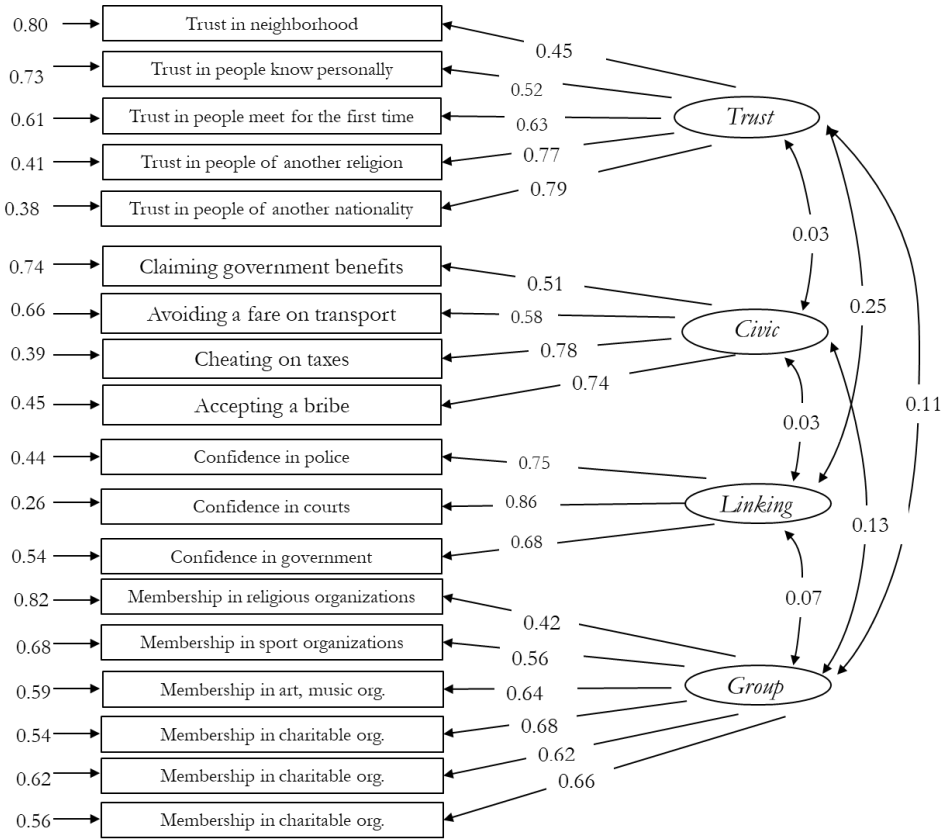 0.80 Trust in neighborhood
0.45
0.73 Trust in people know personally
0.52
Trust
0.61 Trust in people meet for the first time
0.63
0.41 Trust in people of another religion
0.77
0.38 Trust in people of another nationality
0.79
0.03
0.74 Claiming government benefits
0.51
0.25
0.66 Avoiding a fare on transport
0.58
Civic
0.39 Cheating on taxes
0.78
0.74
0.45 Accepting a bribe
0.11
0.03
0.44 Confidence in police
0.75
0.26 Confidence in courts
0.86
Linking
0.13
0.54 Confidence in government
0.68
0.82 Membership in religious organizations
0.07
0.42
0.68 Membership in sport organizations
0.56
0.59 Membership in art, music org.
0.64
Group
0.54 Membership in charitable org.
0.68
0.62 Membership in charitable org.
0.62
0.66
0.56 Membership in charitable org.